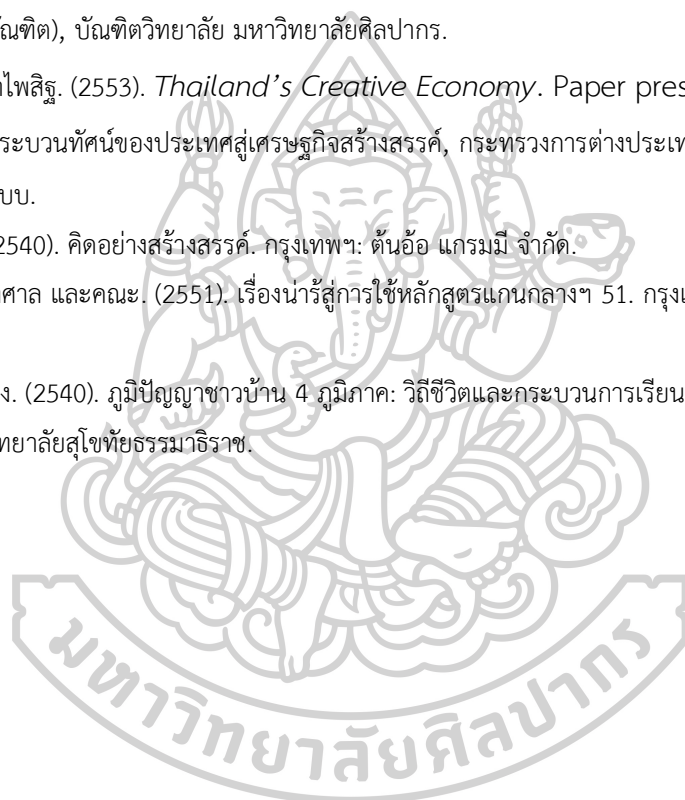 ัณฑิต), บัณฑิตวิทยาลัย มหาวิทยาลัยศิลปากร.
าไพสิฐ. (2553). Thailand's Creative Economy. Paper pres
ระบวนทัศน์ของประเทศสู่เศรษฐกิจสร้างสรรค์, กระทรวงการต่างประเท
บบ.
2540). คิดอย่างสร้างสรรค์. กรุงเทพฯ: ต้นอ้อ แกรมมี จำกัด.
ศาล และคณะ. (2551). เรื่องน่ารู้สู่การใช้หลักสูตรแกนกลางฯ 51. กรุงเ
ง. (2540). ภูมิปัญญาชาวบ้าน 4 ภูมิภาค: วิถีชีวิตและกระบวนการเรียน
ทยาลัยสุโขทัยธรรมาธิราช.
มหาวิทยาลัยศิลปากร